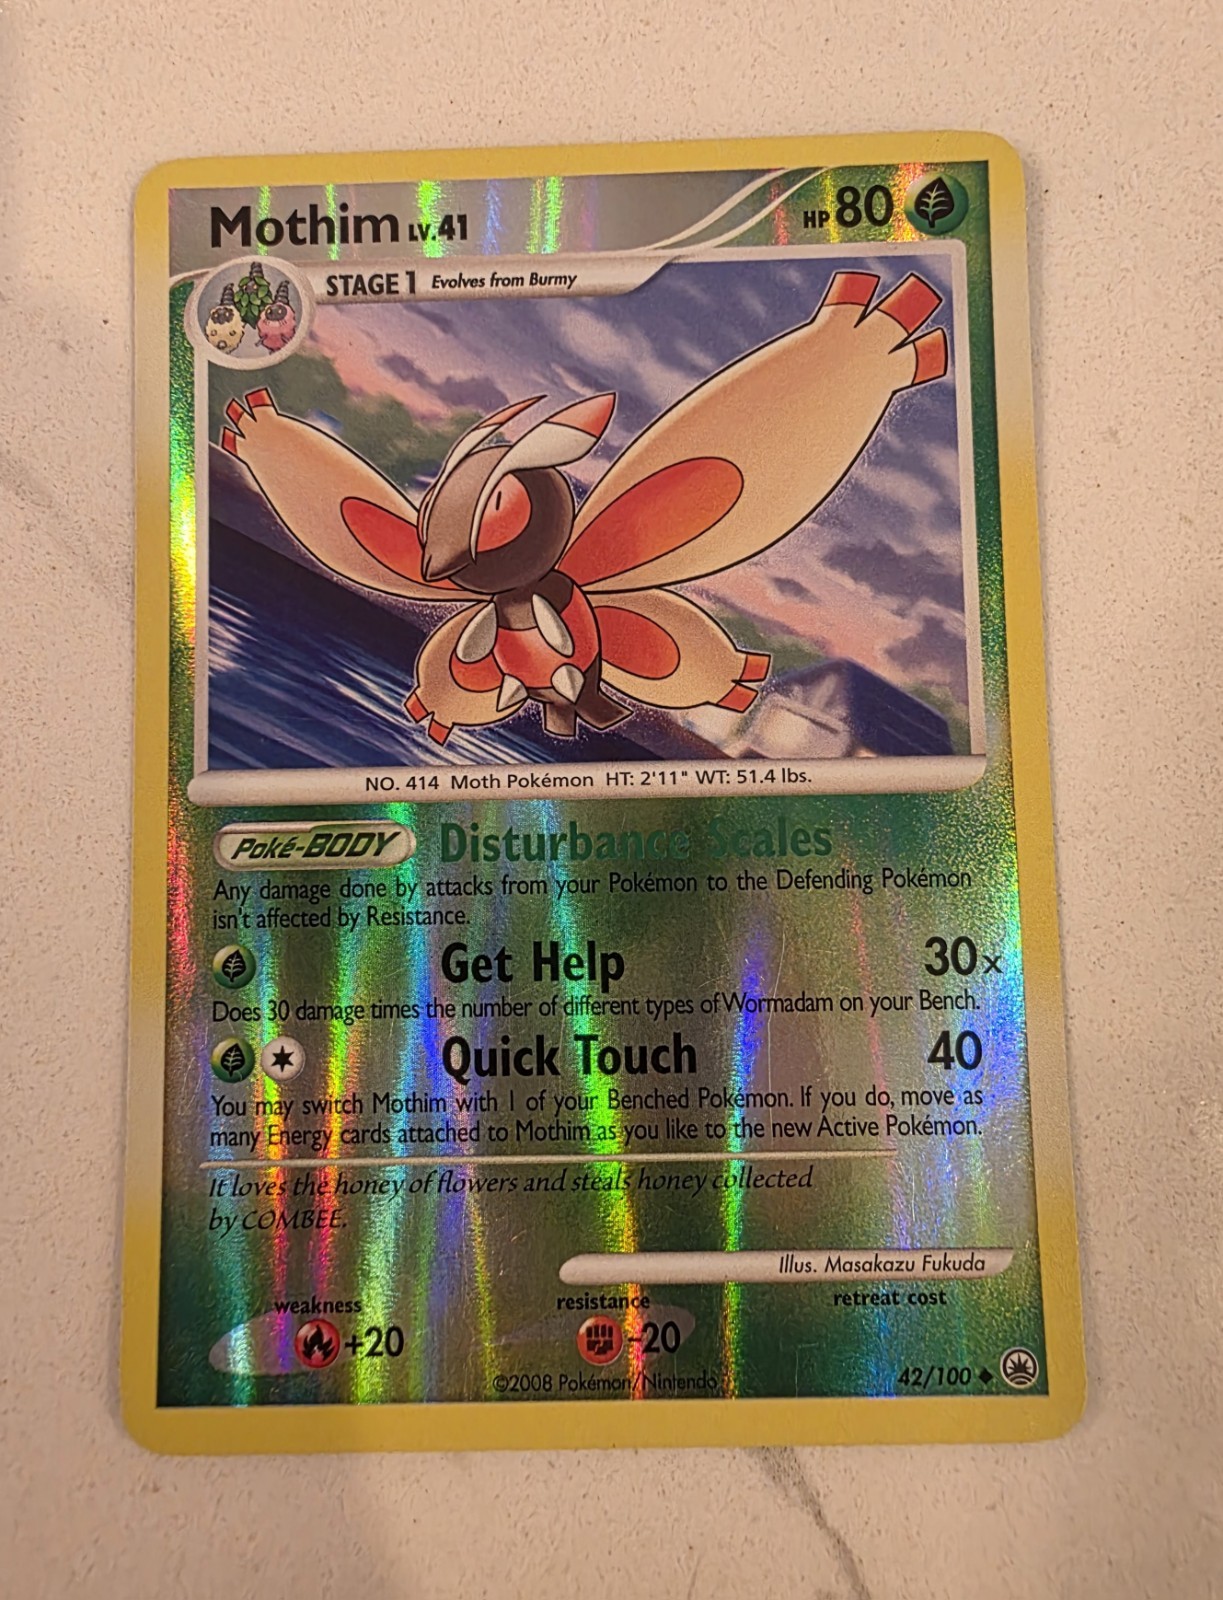 Mothim LV.41 HP 80
STAGE 1 Evolves from Burmy
NO. 414 Moth Pokémon HT: 2'11" WT: 51.4 lbs.
Poké-BODY Disturbance Scales
Any damage done by attacks from your Pokémon to the Defending Pokémon
isn't affected by Resistance.
Get Help 30x
Does 30 damage times the number of different types of Wormadam on your Bench.
Quick Touch 40
You may switch Mothim with 1 of your Benched Pokémon. If you do, move as
many Energy cards attached to Mothim as you like to the new Active Pokémon.
It loves the honey of flowers and steals honey collected
by COMBEE.
Illus. Masakazu Fukuda
weakness resistance retreat cost
+20 -20
©2008 Pokémon/Nintendo 42/100